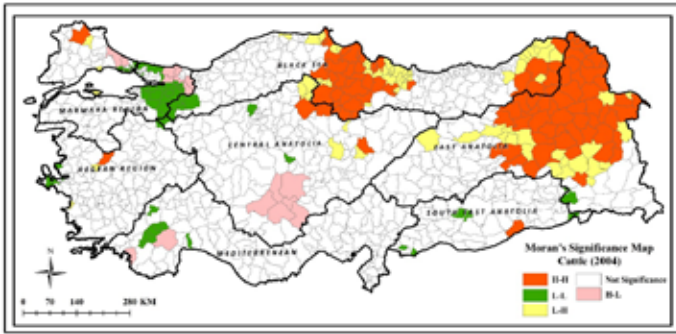 BLACK SEA
MARMARA REGION
CENTRAL ANATOLIA
EAST ANATOLIA
AEGEAN REGION
SOUTH EAST ANATOLIA
MEDITERRANEAN
N
0 70 140 280 KM
Moran's Significance Map
Cattle (2004)
H-H
Not Significance
L-L
H-L
L-H